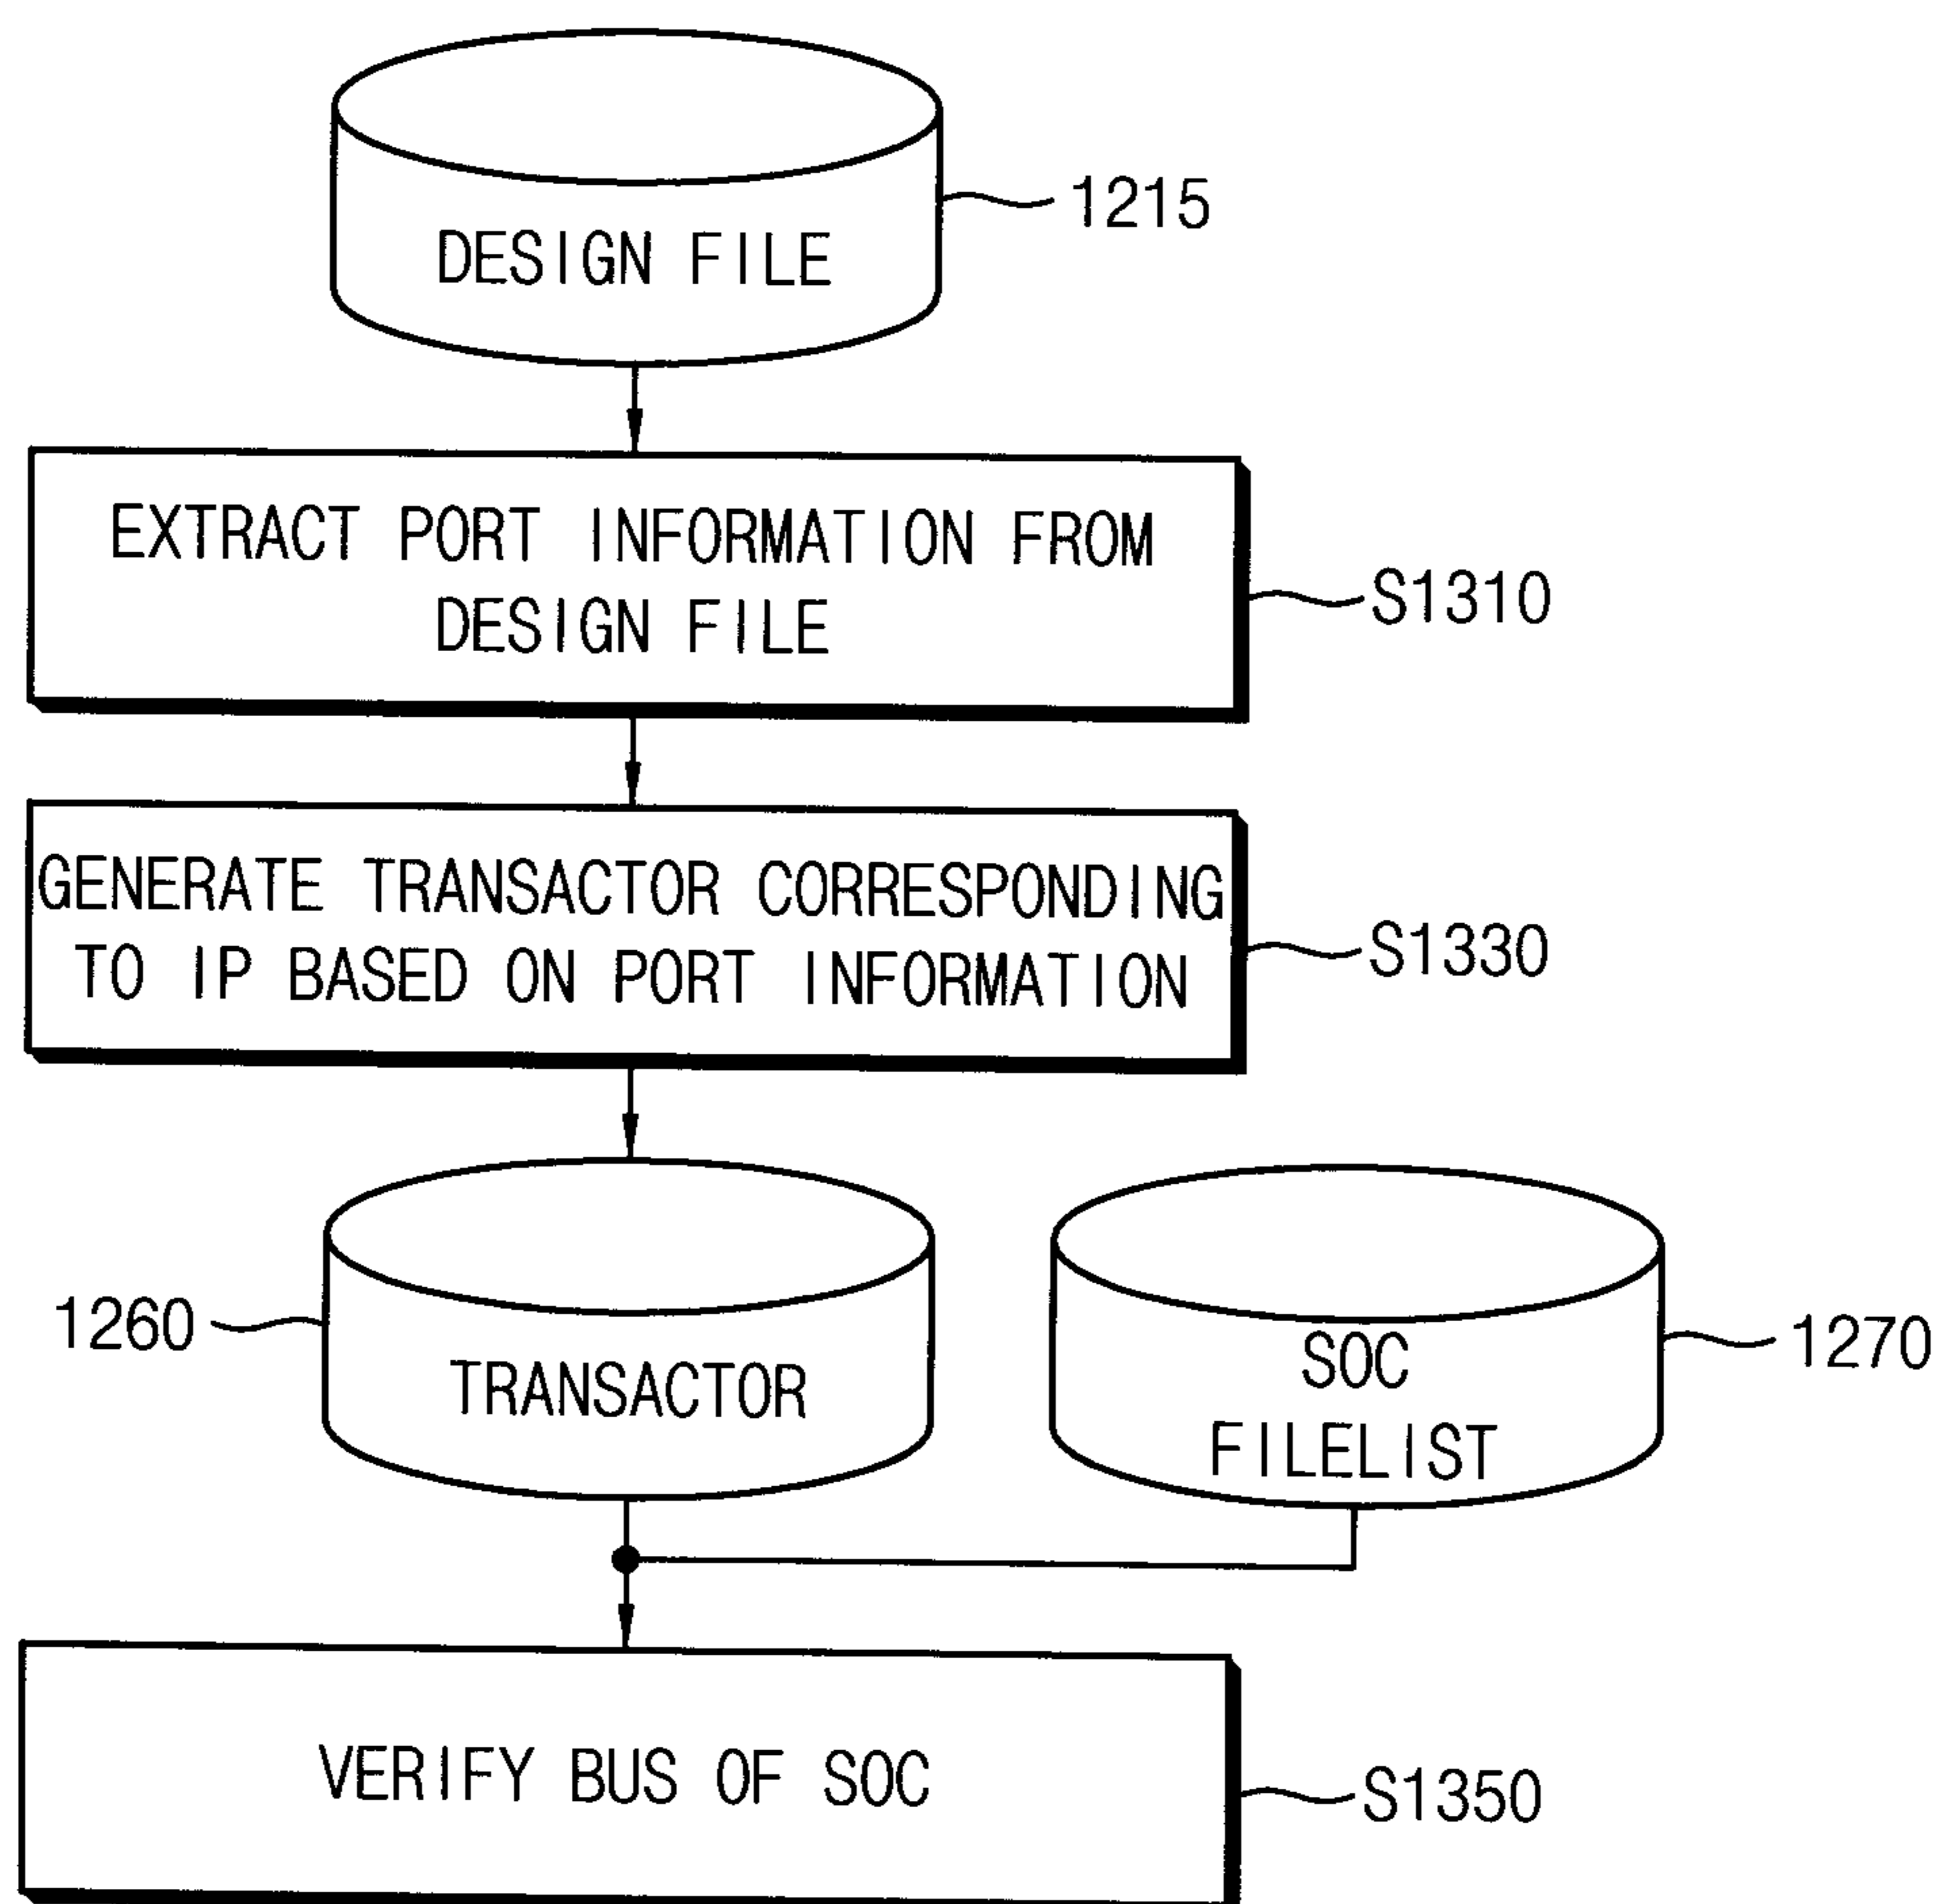 DESIGN FILE
1215
EXTRACT PORT INFORMATION FROM
DESIGN FILE
S1310
GENERATE TRANSACTOR CORRESPONDING
TO IP BASED ON PORT INFORMATION
S1330
1260
TRANSACTOR
SOC
FILELIST
1270
VERIFY BUS OF SOC
S1350